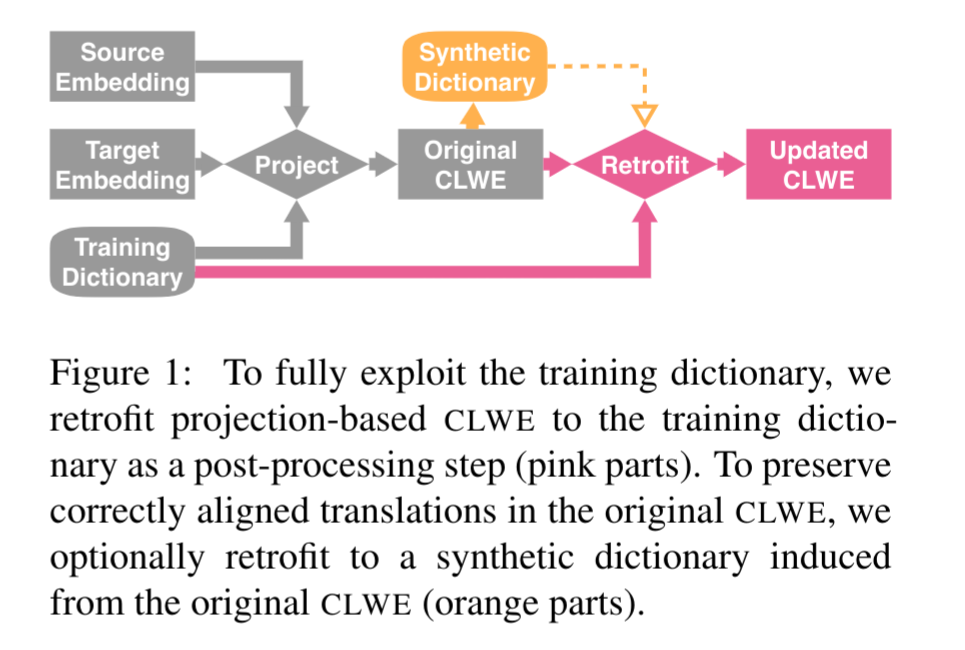 Source
Embedding
Synthetic
Dictionary
Target
Embedding
Project
Original
CLWE
Retrofit
Updated
CLWE
Training
Dictionary
Figure 1: To fully exploit the training dictionary, we
retrofit projection-based CLWE to the training dictio-
nary as a post-processing step (pink parts). To preserve
correctly aligned translations in the original CLWE, we
optionally retrofit to a synthetic dictionary induced
from the original CLWE (orange parts).